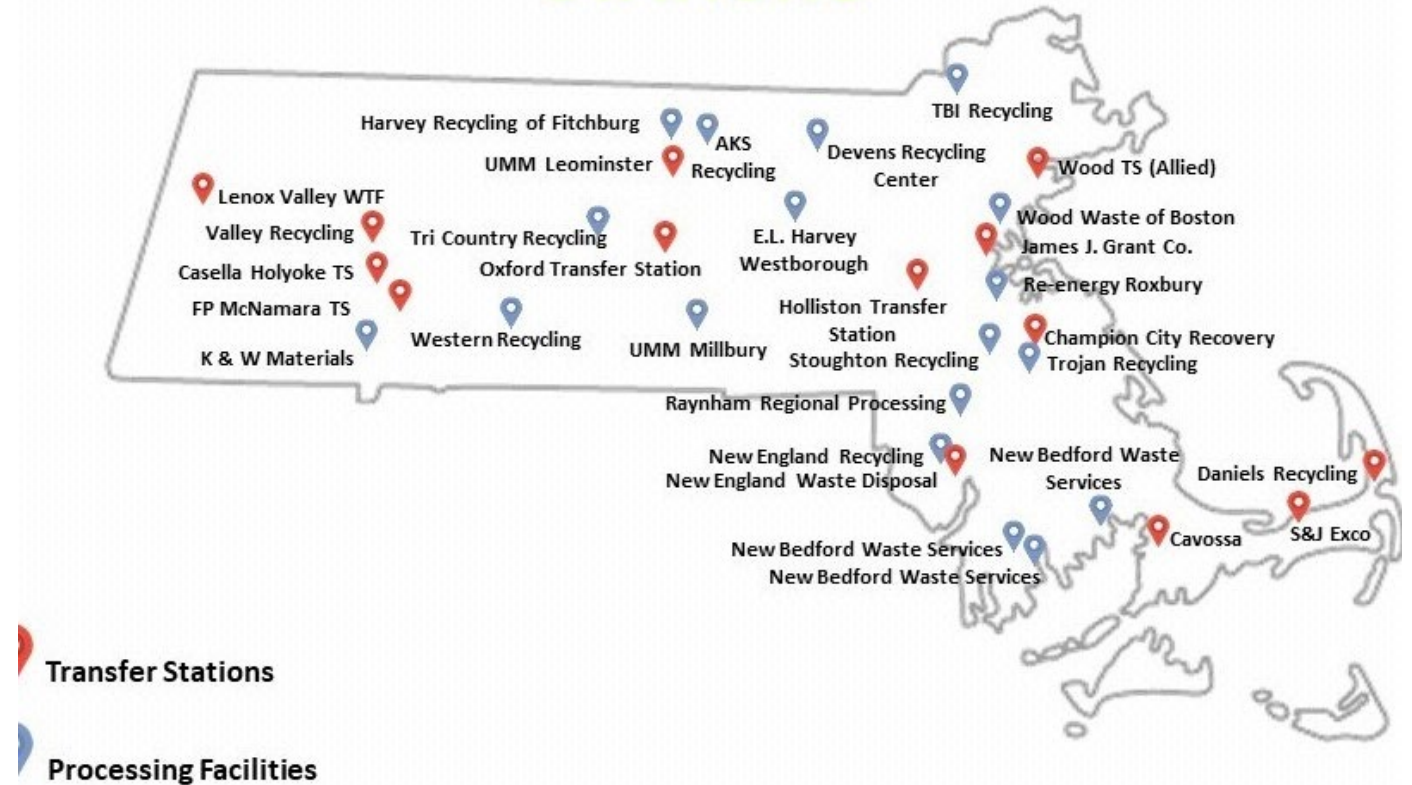 TBI Recycling
Harvey Recycling of Fitchburg
AKS
Recycling
UMM Leominster
Devens Recycling
Center
Wood TS (Allied)
Lenox Valley WTF
Valley Recycling
Tri Country Recycling
E.L. Harvey
Westborough
Wood Waste of Boston
James J. Grant Co.
Casella Holyoke TS
Oxford Transfer Station
Re-energy Roxbury
FP McNamara TS
Holliston Transfer
Station
Western Recycling
UMM Millbury
Champion City Recovery
K & W Materials
Stoughton Recycling
Trojan Recycling
Raynham Regional Processing
New England Recycling
New England Waste Disposal
New Bedford Waste
Services
Daniels Recycling
S&J Exco
Cavossa
New Bedford Waste Services
New Bedford Waste Services
Transfer Stations
Processing Facilities